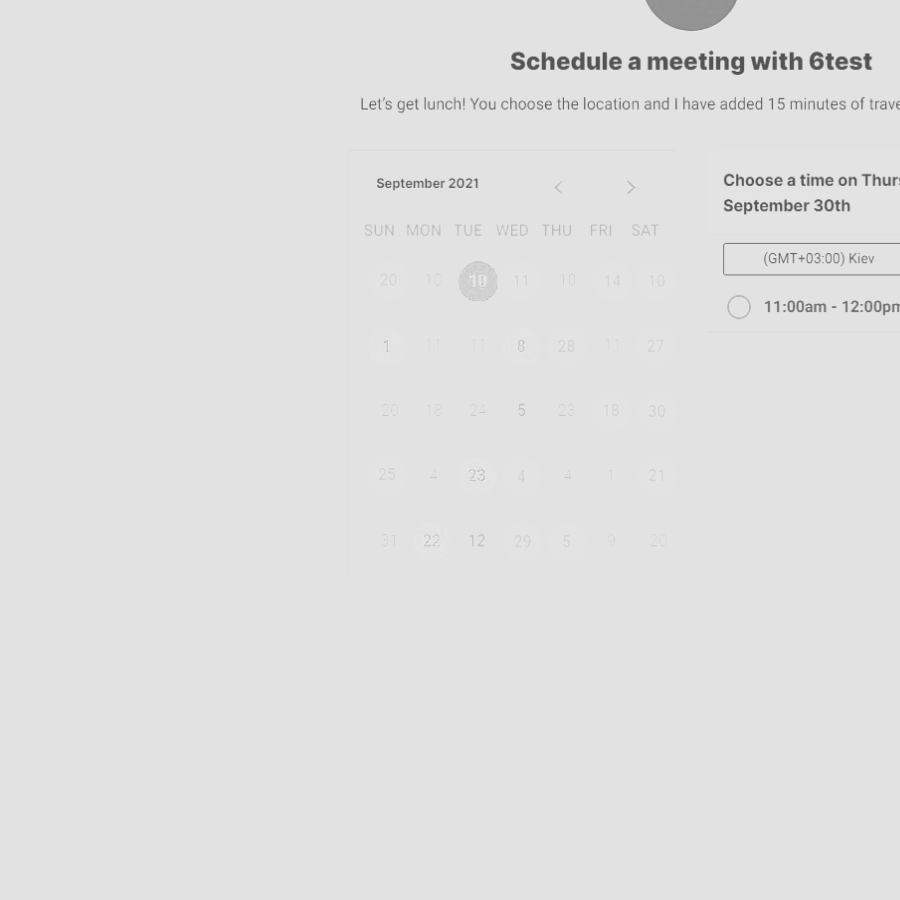 Schedule a meeting with 6test
Let's get lunch! You choose the location and I have added 15 minutes of
September 2021
SUN MON TUE WED THU FRI SAT
20 10 10 11 10 14 10
1 11 11 8 28 11 27
20 18 24 5 23 18 30
25 4 23 4 4 1 21
31 22 12 29 5 9 20
Choose a time on
September 30th
(GMT+03:00) Kiev
11:00am - 12:00pm